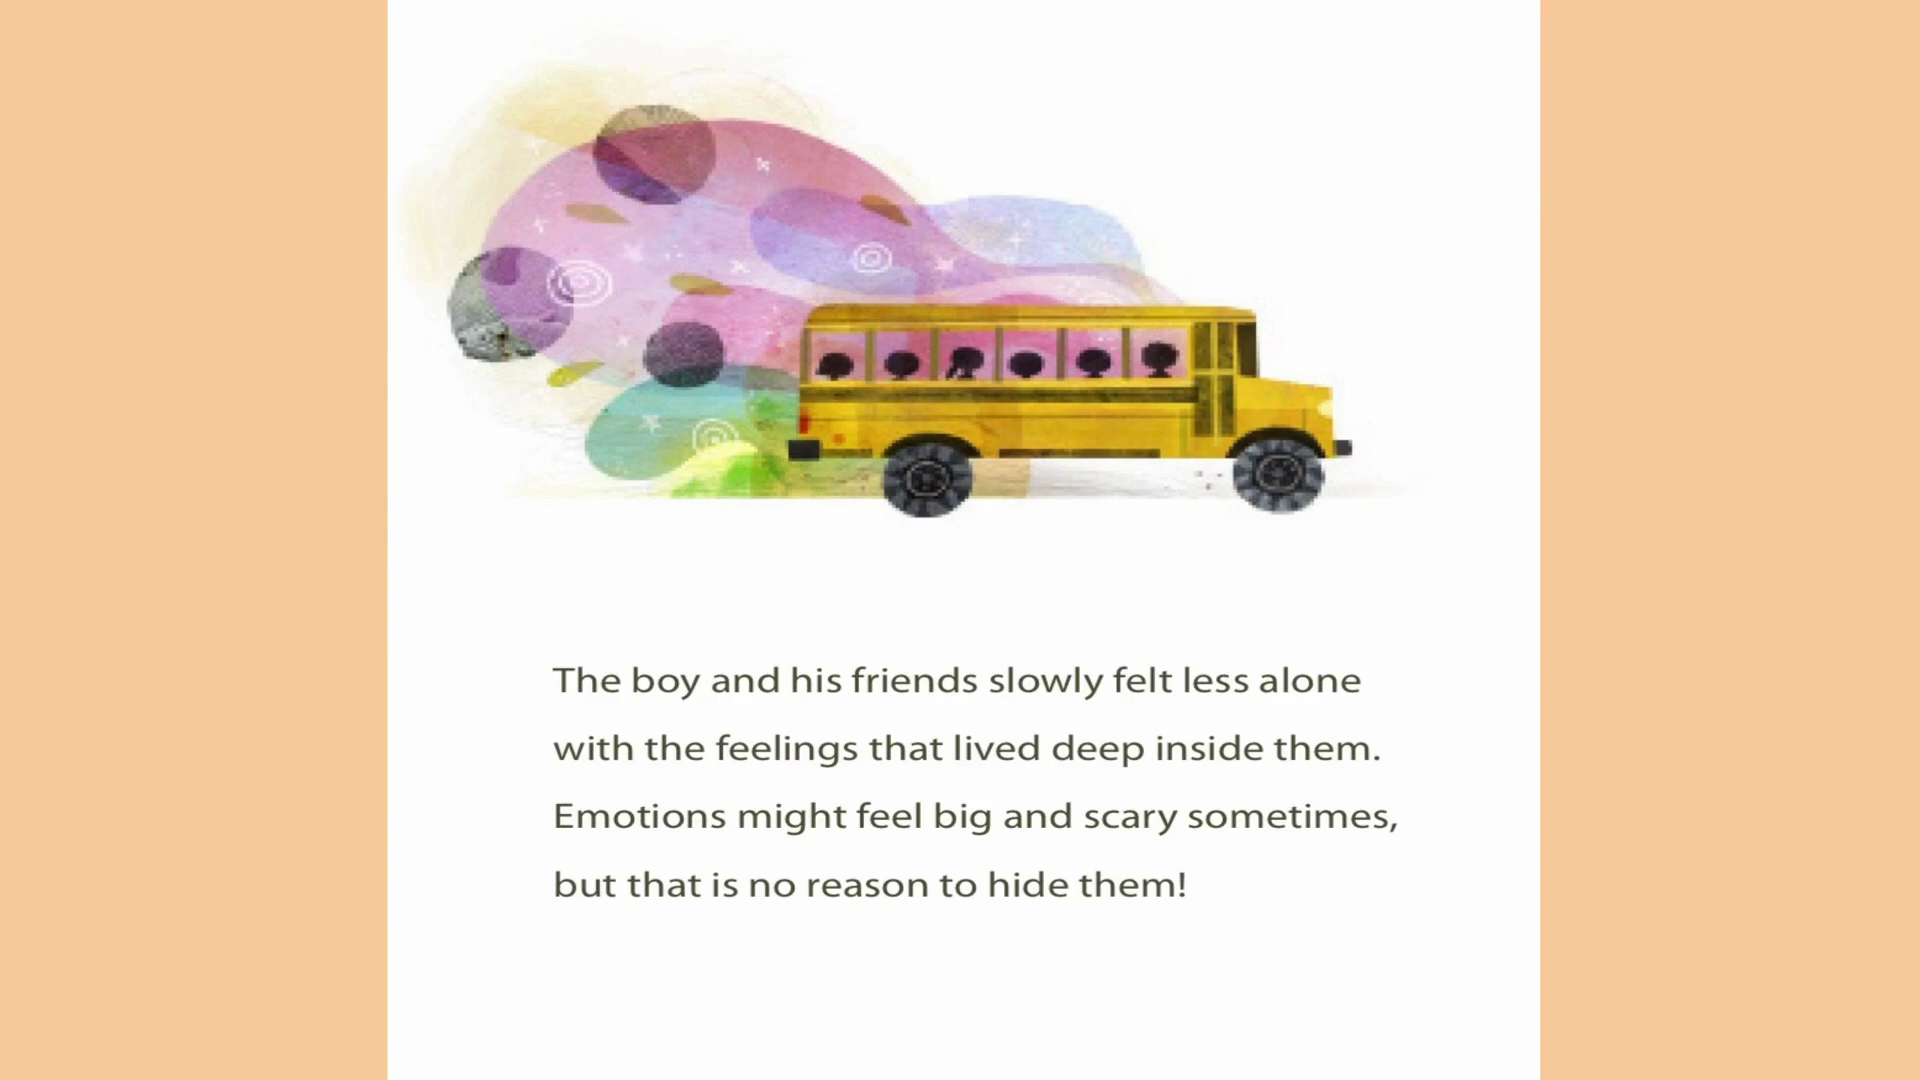 The boy and his friends slowly felt less alone
with the feelings that lived deep inside them.
Emotions might feel big and scary sometimes,
but that is no reason to hide them!